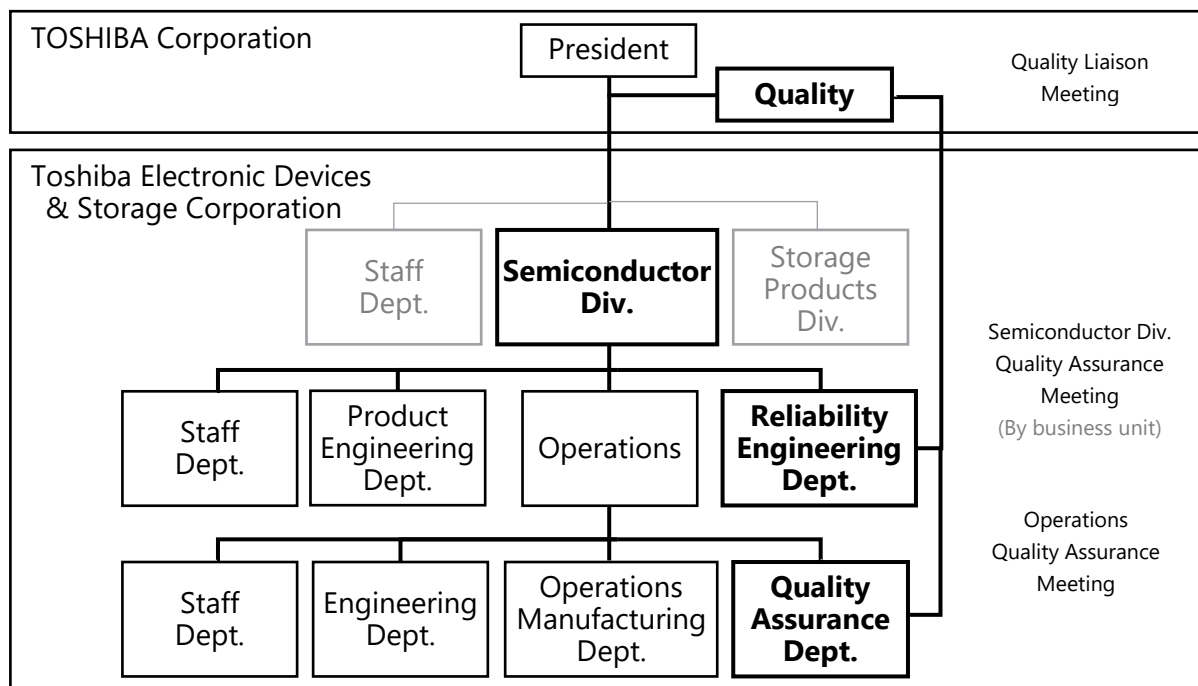 TOSHIBA Corporation
President
Quality
Quality Liaison
Meeting
Toshiba Electronic Devices
& Storage Corporation
Staff
Dept.
Semiconductor
Div.
Storage
Products
Div.
Semiconductor Div.
Quality Assurance
Meeting
(By business unit)
Staff
Dept.
Product
Engineering
Dept.
Operations
Reliability
Engineering
Dept.
Operations
Quality Assurance
Meeting
Staff
Dept.
Engineering
Dept.
Operations
Manufacturing
Dept.
Quality
Assurance
Dept.